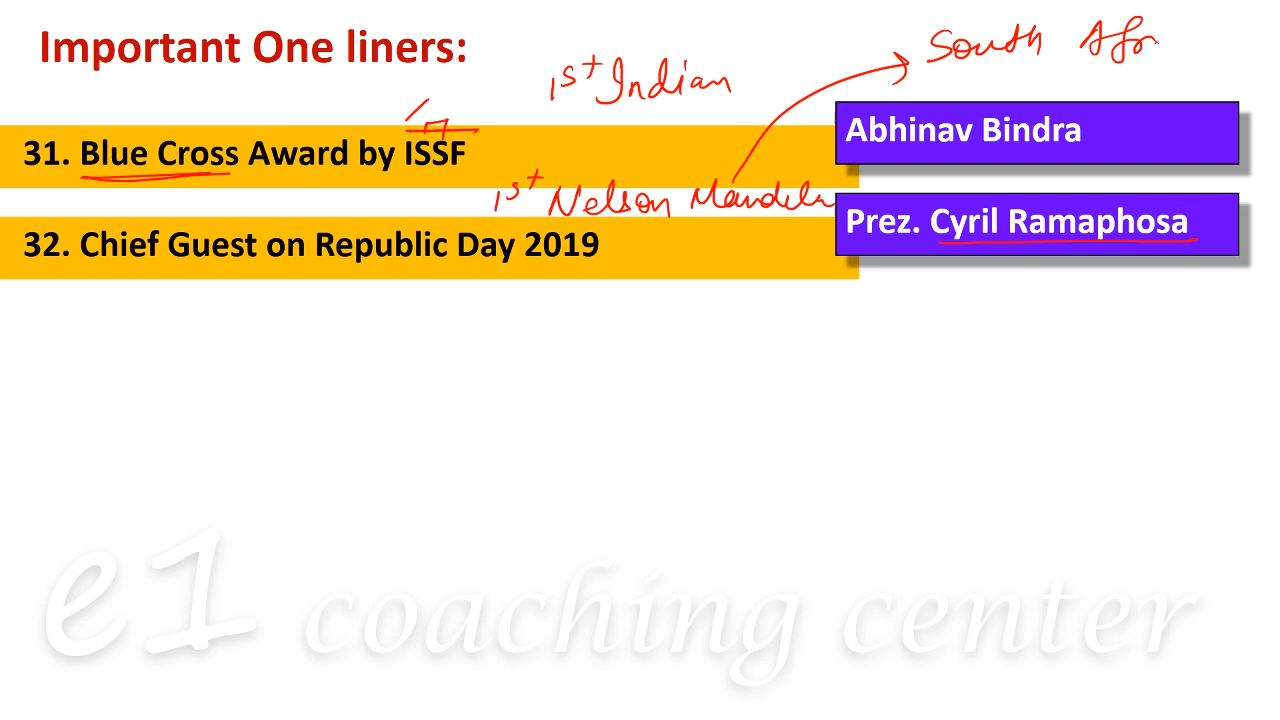 Important One liners:
South Afr
1st Indian
31. Blue Cross Award by ISSF
Abhinav Bindra
1st Nelson Mandela
32. Chief Guest on Republic Day 2019
Prez. Cyril Ramaphosa
e1 coaching center